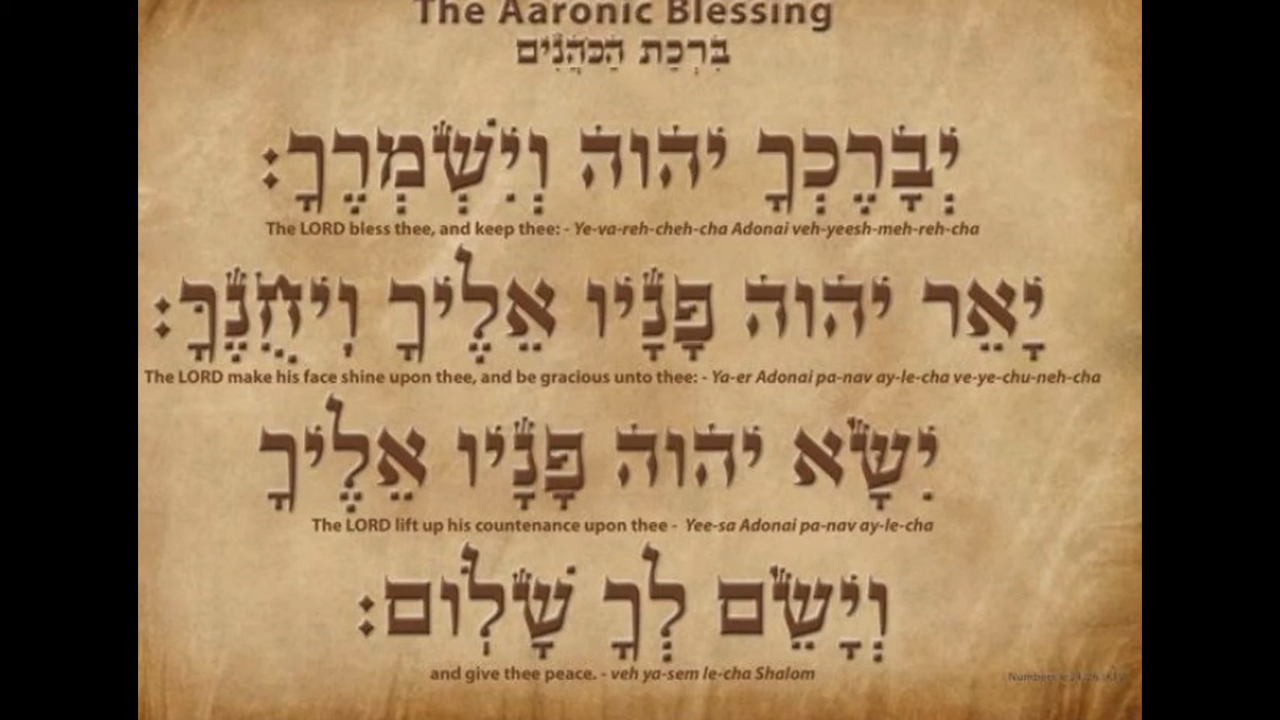 The Aaronic Blessing
בִּרְכַּת הַכֹּהֲנִים
יְבָרֶכְךָ יְהוָה וְיִשְׁמְרֶךָ׃
The LORD bless thee, and keep thee: - Ye-va-reh-cheh-cha Adonai veh-yeesh-meh-reh-cha
יָאֵר יְהוָה פָּנָיו אֵלֶיךָ וִיחֻנֶּךָּ׃
The LORD make his face shine upon thee, and be gracious unto thee: - Ya-er Adonai pa-nav ay-le-cha ve-ye-chu-neh-cha
יִשָּׂא יְהוָה פָּנָיו אֵלֶיךָ
The LORD lift up his countenance upon thee - Yee-sa Adonai pa-nav ay-le-cha
וְיָשֵׂם לְךָ שָׁלוֹם׃
and give thee peace. - veh ya-sem le-cha Shalom
Numbers